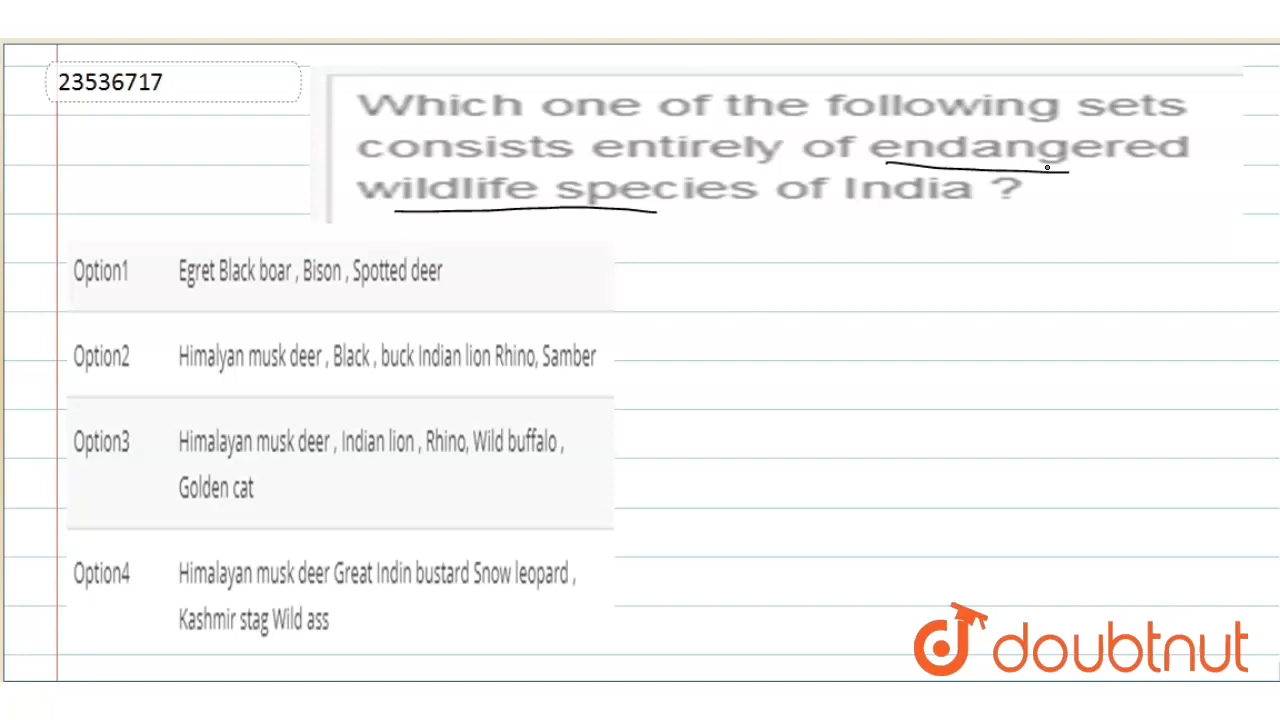 23536717
Which one of the following sets
consists entirely of endangered
wildlife species of India ?
Option1 Egret Black boar , Bison , Spotted deer
Option2 Himalyan musk deer , Black , buck Indian lion Rhino, Samber
Option3 Himalayan musk deer , Indian lion , Rhino, Wild buffalo ,
Golden cat
Option4 Himalayan musk deer Great Indin bustard Snow leopard ,
Kashmir stag Wild ass
doubtnut